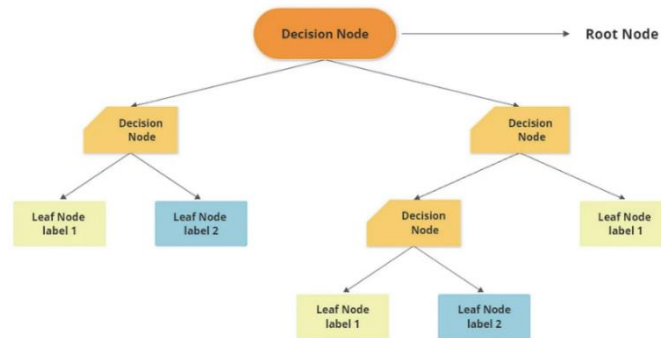 Decision Node
Root Node
Decision
Node
Decision
Node
Leaf Node
label 1
Leaf Node
label 2
Decision
Node
Leaf Node
label 1
Leaf Node
label 1
Leaf Node
label 2